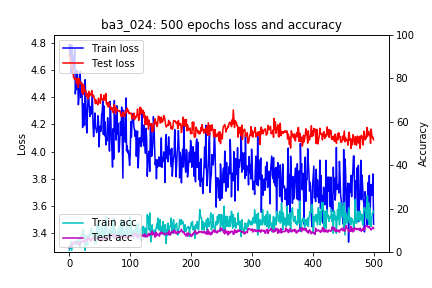 ba3_024: 500 epochs loss and accuracy
Train loss
Test loss
Train acc
Test acc
Loss
4.8
4.6
4.4
4.2
4.0
3.8
3.6
3.4
Accuracy
100
80
60
40
20
0
0
100
200
300
400
500